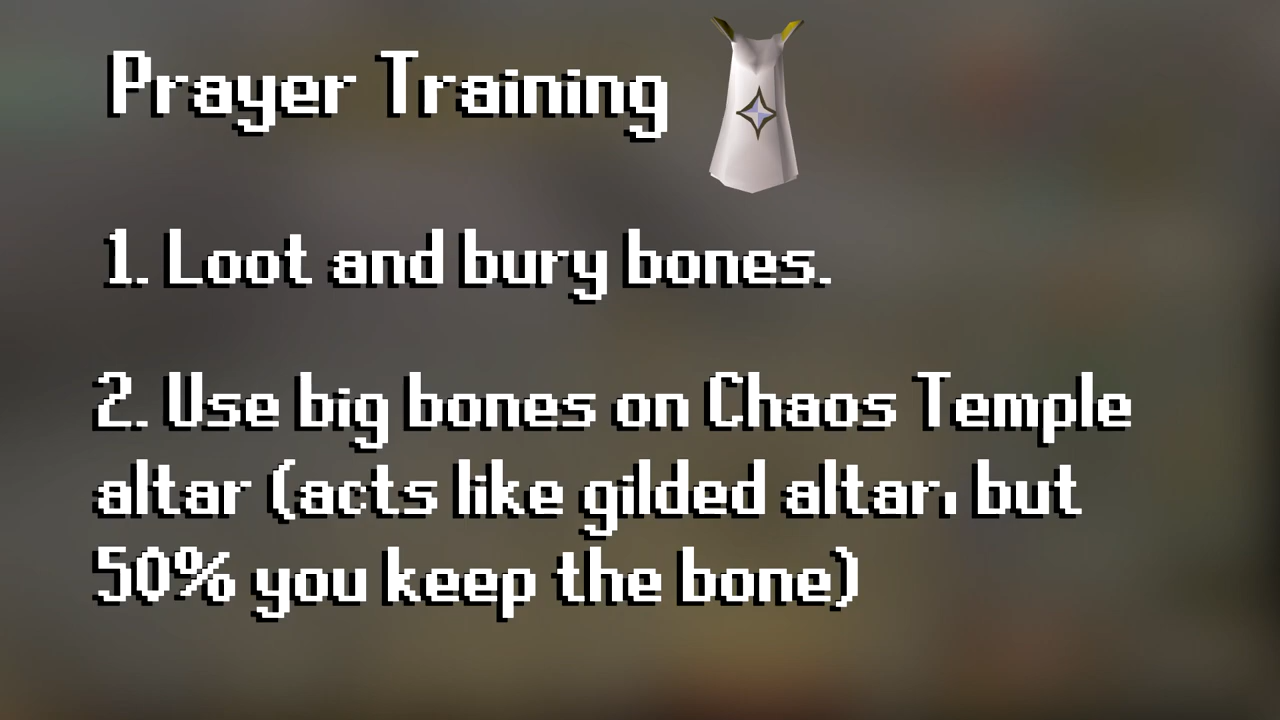 Prayer Training
1. Loot and bury bones.
2. Use big bones on Chaos Temple
altar (acts like gilded altar, but
50% you keep the bone)